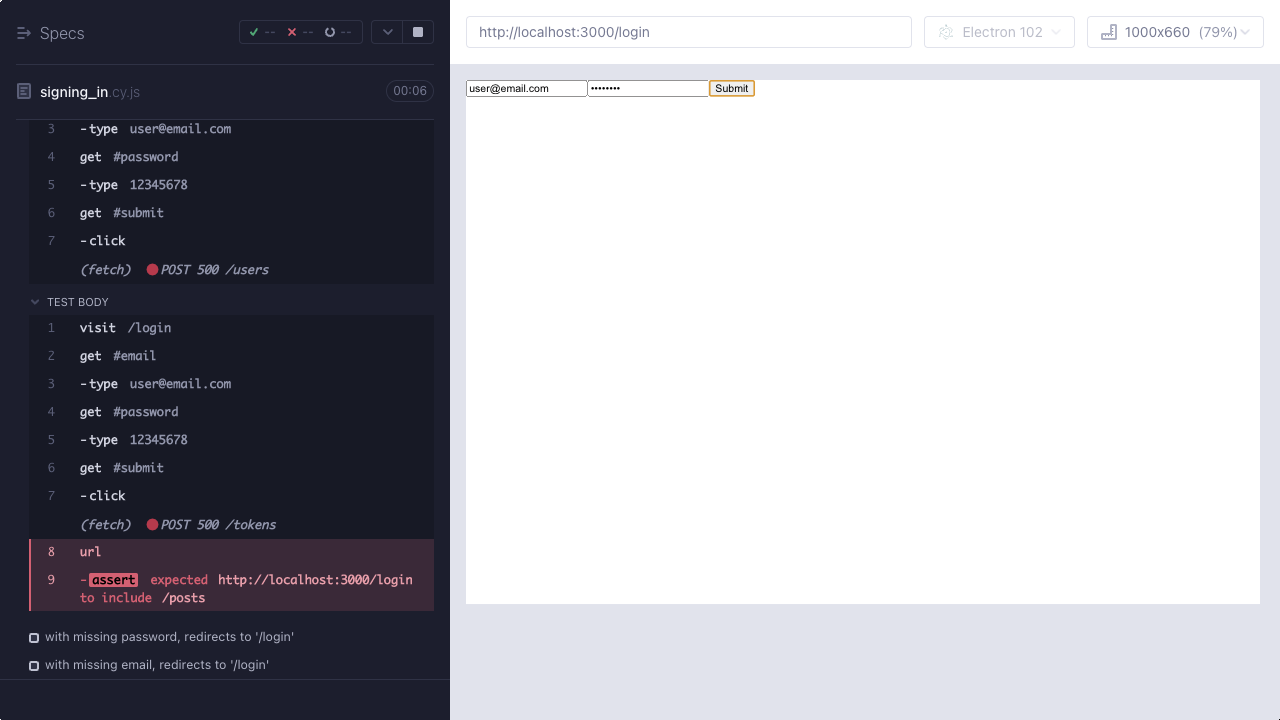 Specs
-- -- --
signing_in.cy.js
00:06
3 -type user@email.com
4 get #password
5 -type 12345678
6 get #submit
7 -click
(fetch) POST 500 /users
TEST BODY
1 visit /login
2 get #email
3 -type user@email.com
4 get #password
5 -type 12345678
6 get #submit
7 -click
(fetch) POST 500 /tokens
8 url
9 -assert expected http://localhost:3000/login
to include /posts
with missing password, redirects to '/login'
with missing email, redirects to '/login'
http://localhost:3000/login
Electron 102
1000x660 (79%)
user@email.com •••••••• Submit